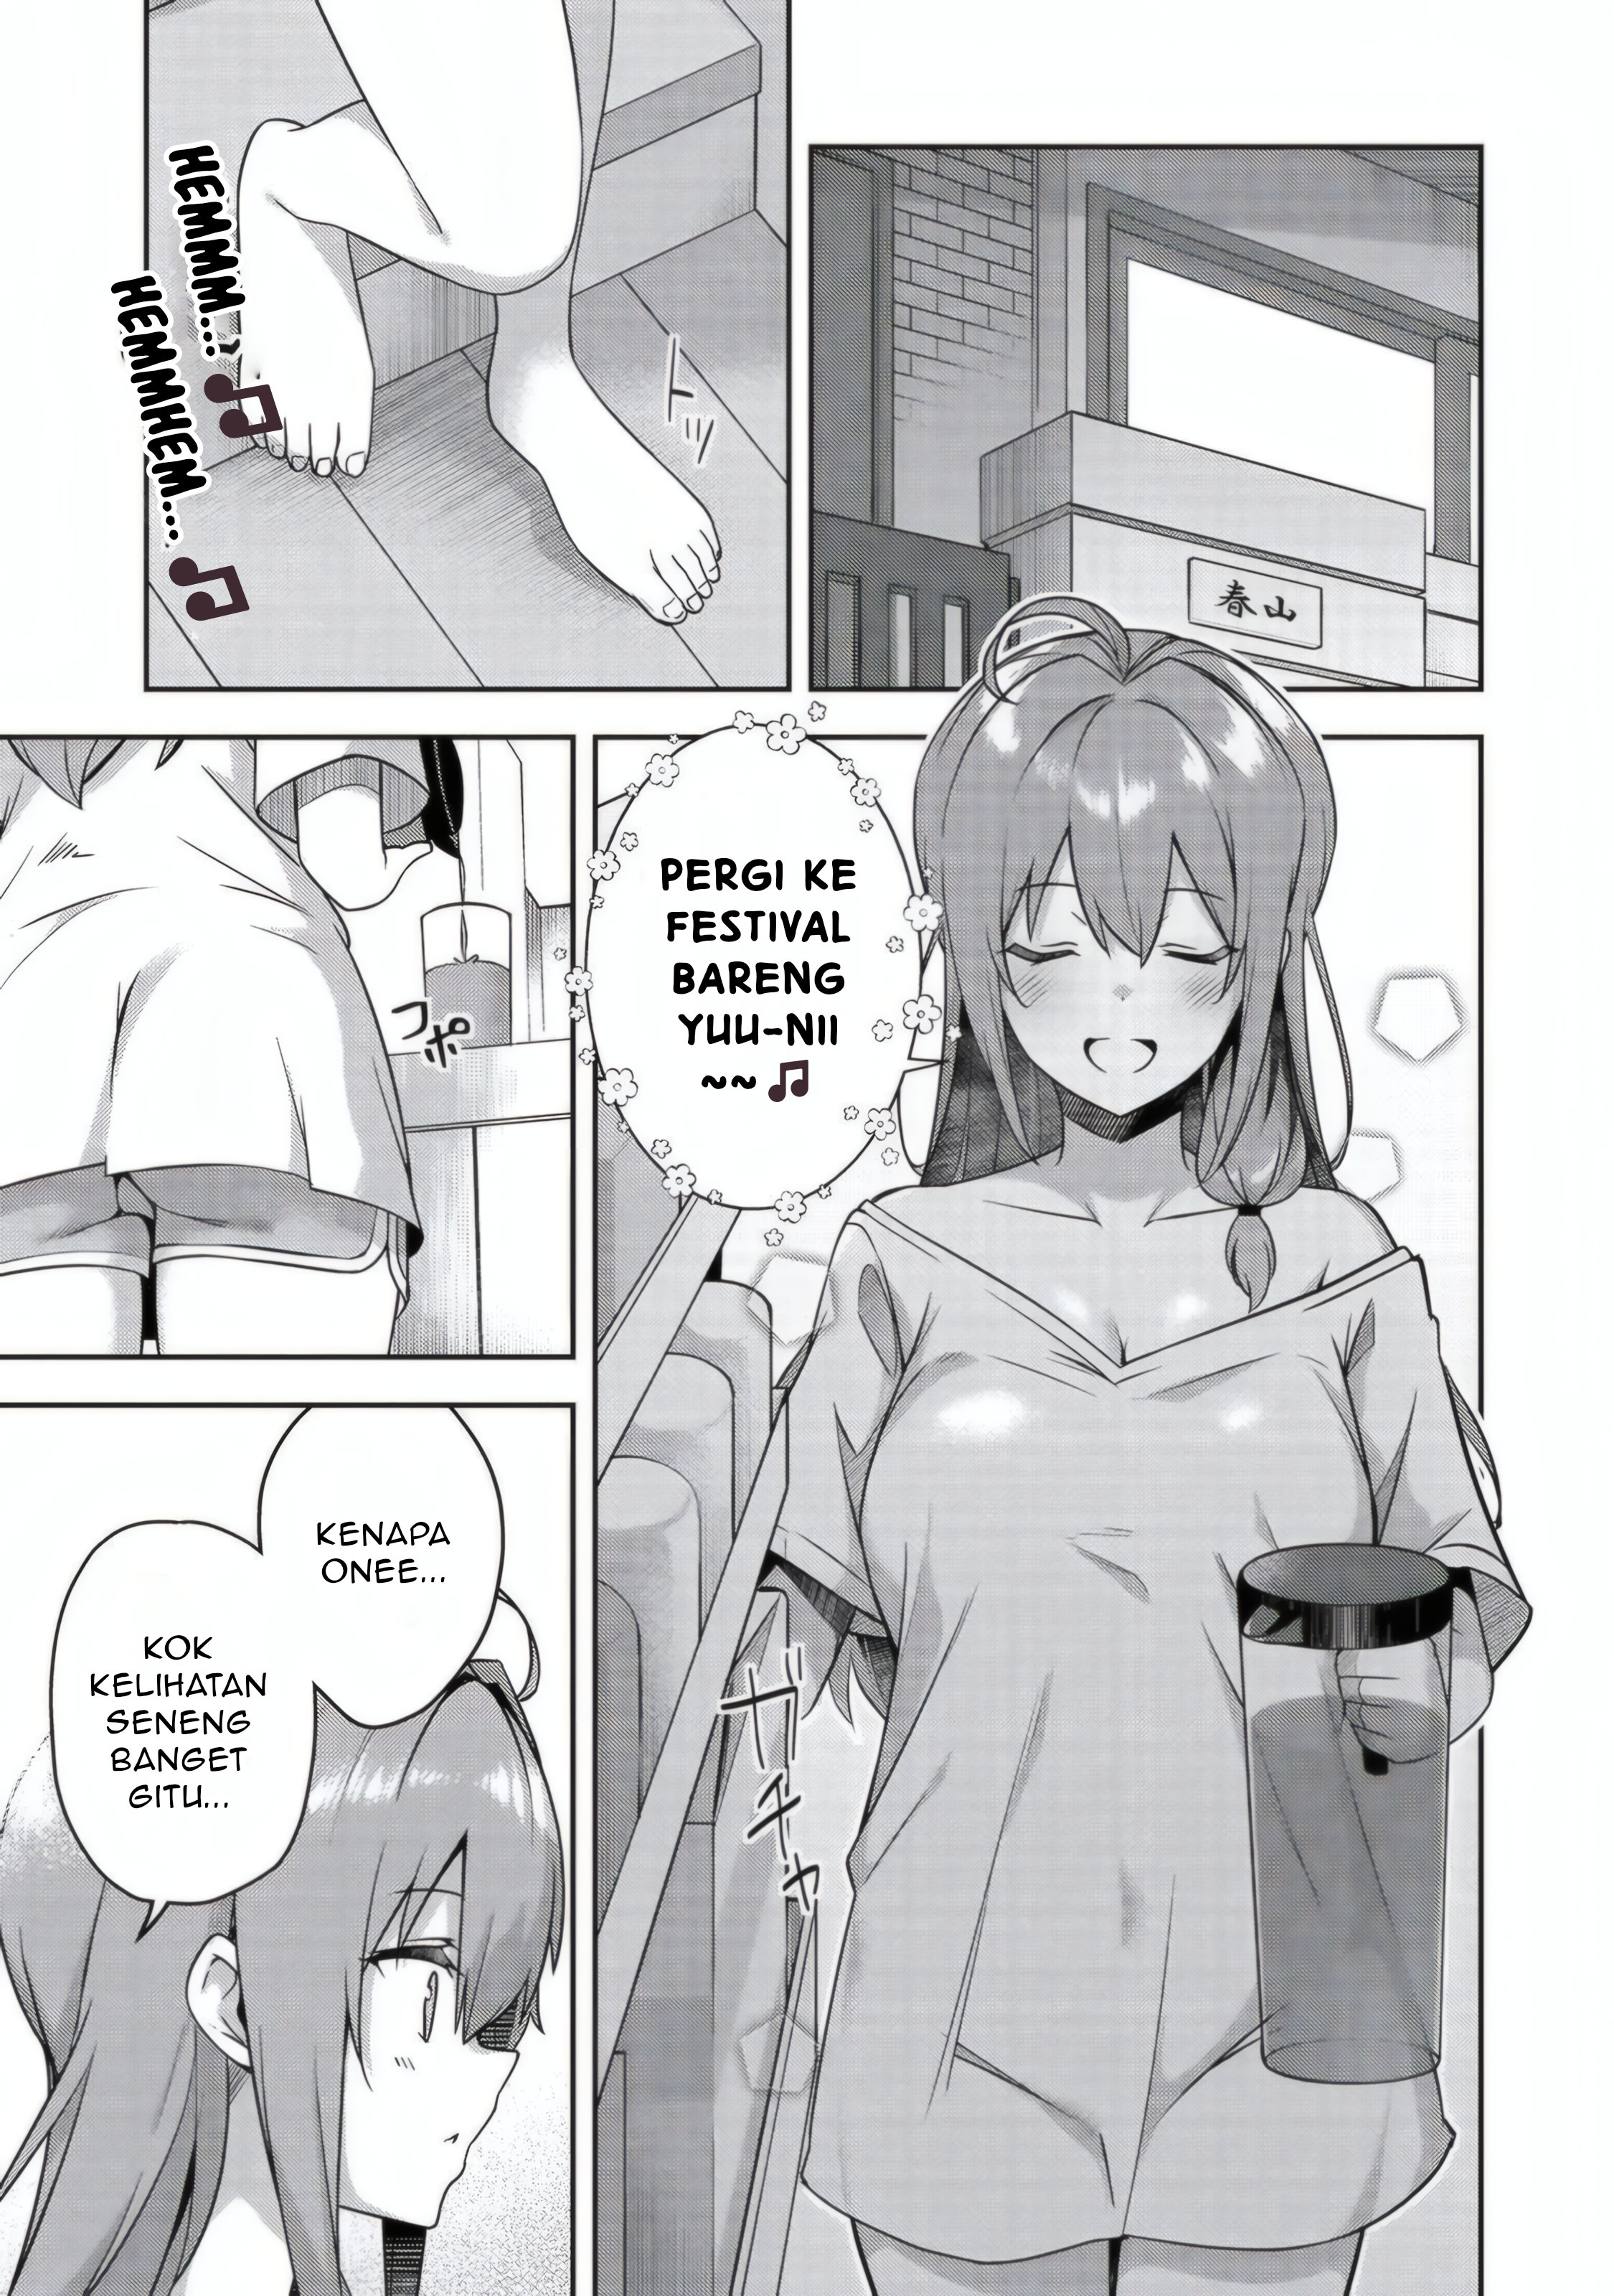 春山
HEMMM...
HEMMHEM...
トッ
PERGI KE
FESTIVAL
BARENG
YUU-NII
~~
ガチャ
コポ
KENAPA
ONEE...
KOK
KELIHATAN
SENENG
BANGET
GITU...